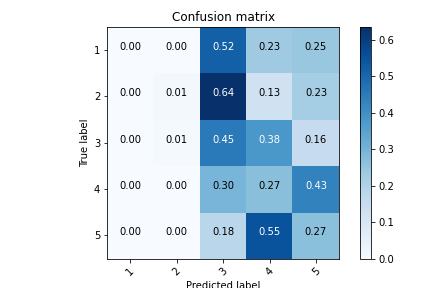 Confusion matrix
1 0.00 0.00 0.52 0.23 0.25
2 0.00 0.01 0.64 0.13 0.23
3 0.00 0.01 0.45 0.38 0.16
4 0.00 0.00 0.30 0.27 0.43
5 0.00 0.00 0.18 0.55 0.27
1 2 3 4 5
True label
Predicted label
0.6
0.5
0.4
0.3
0.2
0.1
0.0